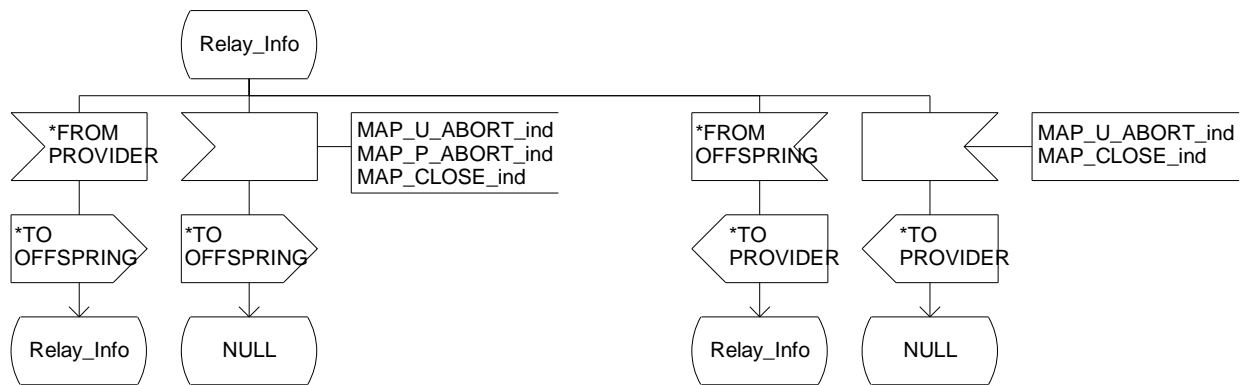 Relay_Info
*FROM
PROVIDER
MAP_U_ABORT_ind
MAP_P_ABORT_ind
MAP_CLOSE_ind
*FROM
OFFSPRING
MAP_U_ABORT_ind
MAP_CLOSE_ind
*TO
OFFSPRING
*TO
OFFSPRING
*TO
PROVIDER
*TO
PROVIDER
Relay_Info
NULL
Relay_Info
NULL